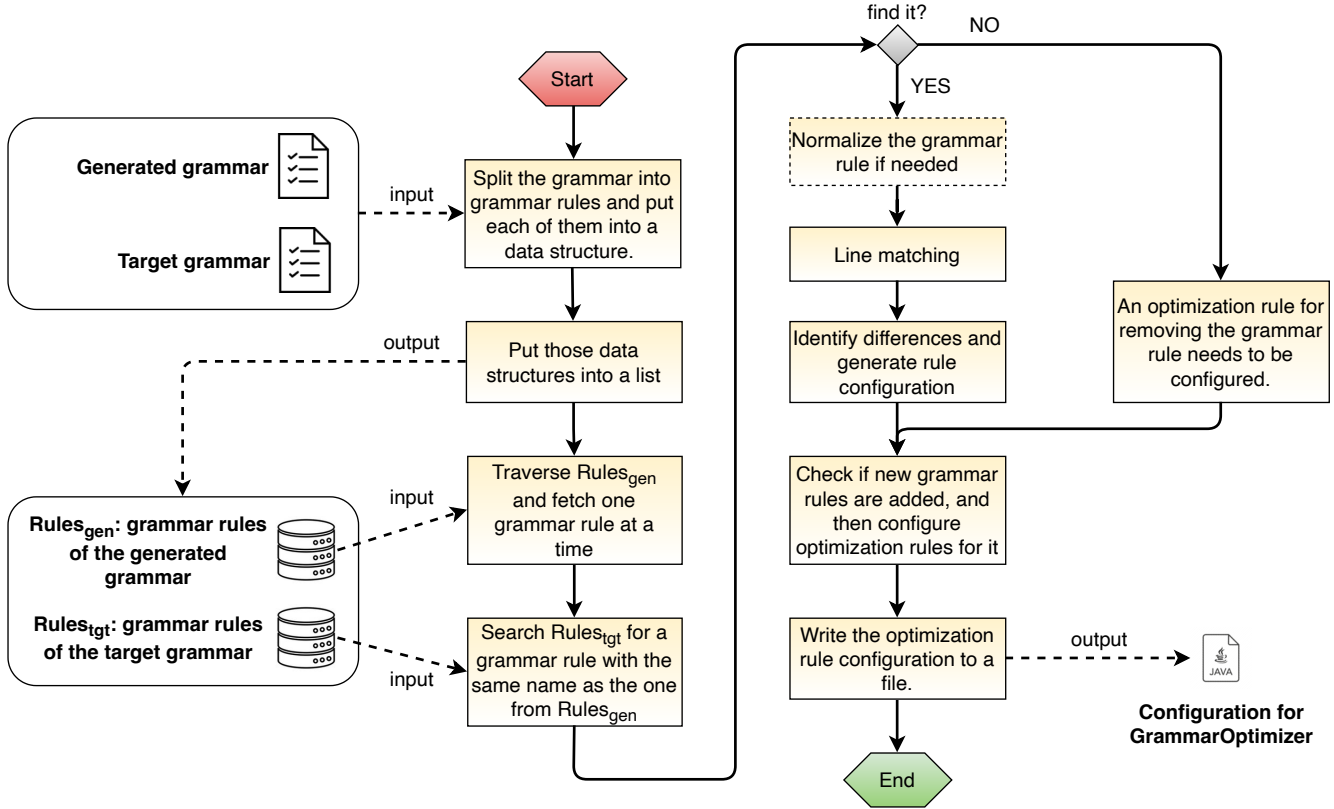 Start
Generated grammar
Target grammar
input
Split the grammar into
grammar rules and put
each of them into a
data structure.
output
Put those data
structures into a list
Rulesgen: grammar rules
of the generated
grammar
Rulestgt: grammar rules
of the target grammar
input
Traverse Rulesgen
and fetch one
grammar rule at a
time
input
Search Rulestgt for a
grammar rule with the
same name as the one
from Rulesgen
find it?
NO
YES
Normalize the grammar
rule if needed
Line matching
Identify differences and
generate rule
configuration
An optimization rule for
removing the grammar
rule needs to be
configured.
Check if new grammar
rules are added, and
then configure
optimization rules for it
Write the optimization
rule configuration to a
file.
output
JAVA
Configuration for
GrammarOptimizer
End